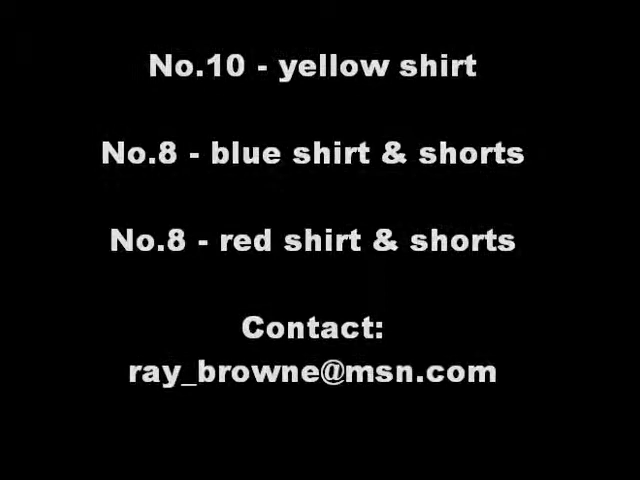 No.10 - yellow shirt
No.8 - blue shirt & shorts
No.8 - red shirt & shorts
Contact:
ray_browne@msn.com